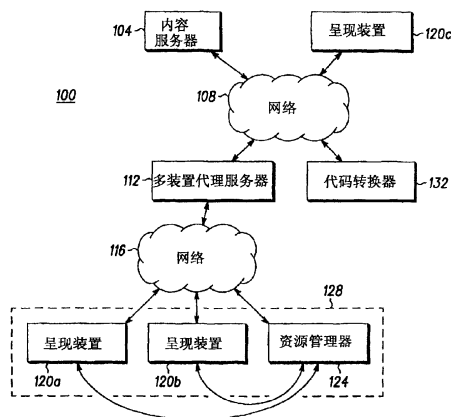 104
内容
服务器
呈现装置
120c
100
108
网络
112
多装置代理服务器
代码转换器
132
116
网络
128
呈现装置
呈现装置
资源管理器
120a
120b
124